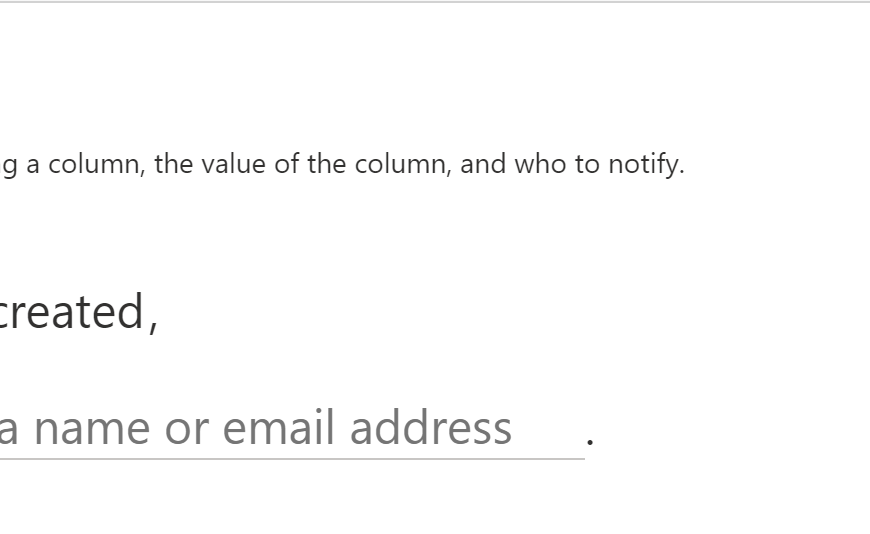 g a column, the value of the column, and who to notify.
created,
a name or email address .